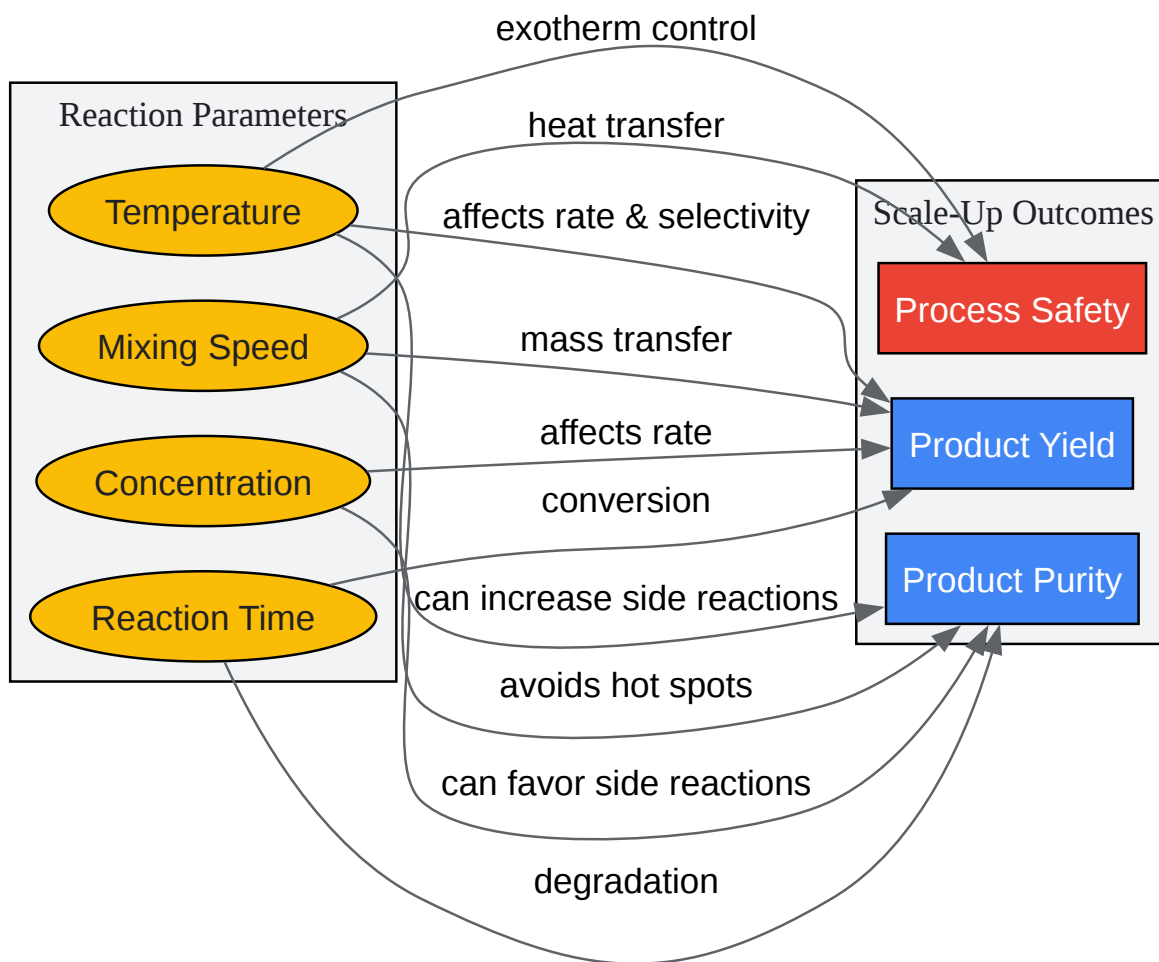 exotherm control
Reaction Parameters
heat transfer
Temperature
affects rate & selectivity
Scale-Up Outcomes
Process Safety
Mixing Speed
mass transfer
affects rate
Product Yield
Concentration
conversion
Product Purity
can increase side reactions
Reaction Time
avoids hot spots
can favor side reactions
degradation